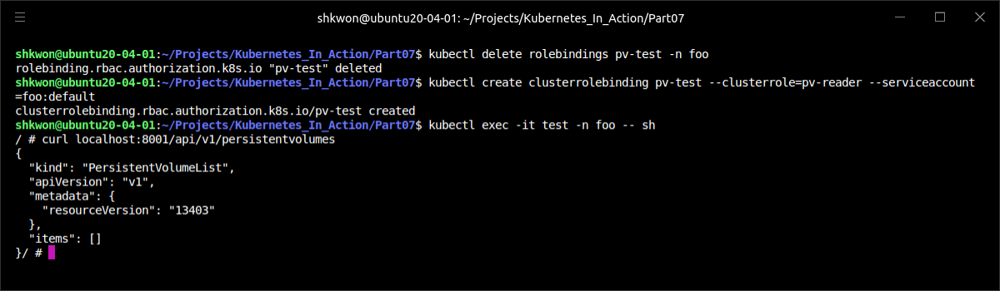 shkwon@ubuntu20-04-01: ~/Projects/Kubernetes_In_Action/Part07
shkwon@ubuntu20-04-01:~/Projects/Kubernetes_In_Action/Part07$ kubectl delete rolebindings pv-test -n foo
rolebinding.rbac.authorization.k8s.io "pv-test" deleted
shkwon@ubuntu20-04-01:~/Projects/Kubernetes_In_Action/Part07$ kubectl create clusterrolebinding pv-test --clusterrole=pv-reader --serviceaccount
=foo:default
clusterrolebinding.rbac.authorization.k8s.io/pv-test created
shkwon@ubuntu20-04-01:~/Projects/Kubernetes_In_Action/Part07$ kubectl exec -it test -n foo -- sh
/ # curl localhost:8001/api/v1/persistentvolumes
{
  "kind": "PersistentVolumeList",
  "apiVersion": "v1",
  "metadata": {
    "resourceVersion": "13403"
  },
  "items": []
}/ #